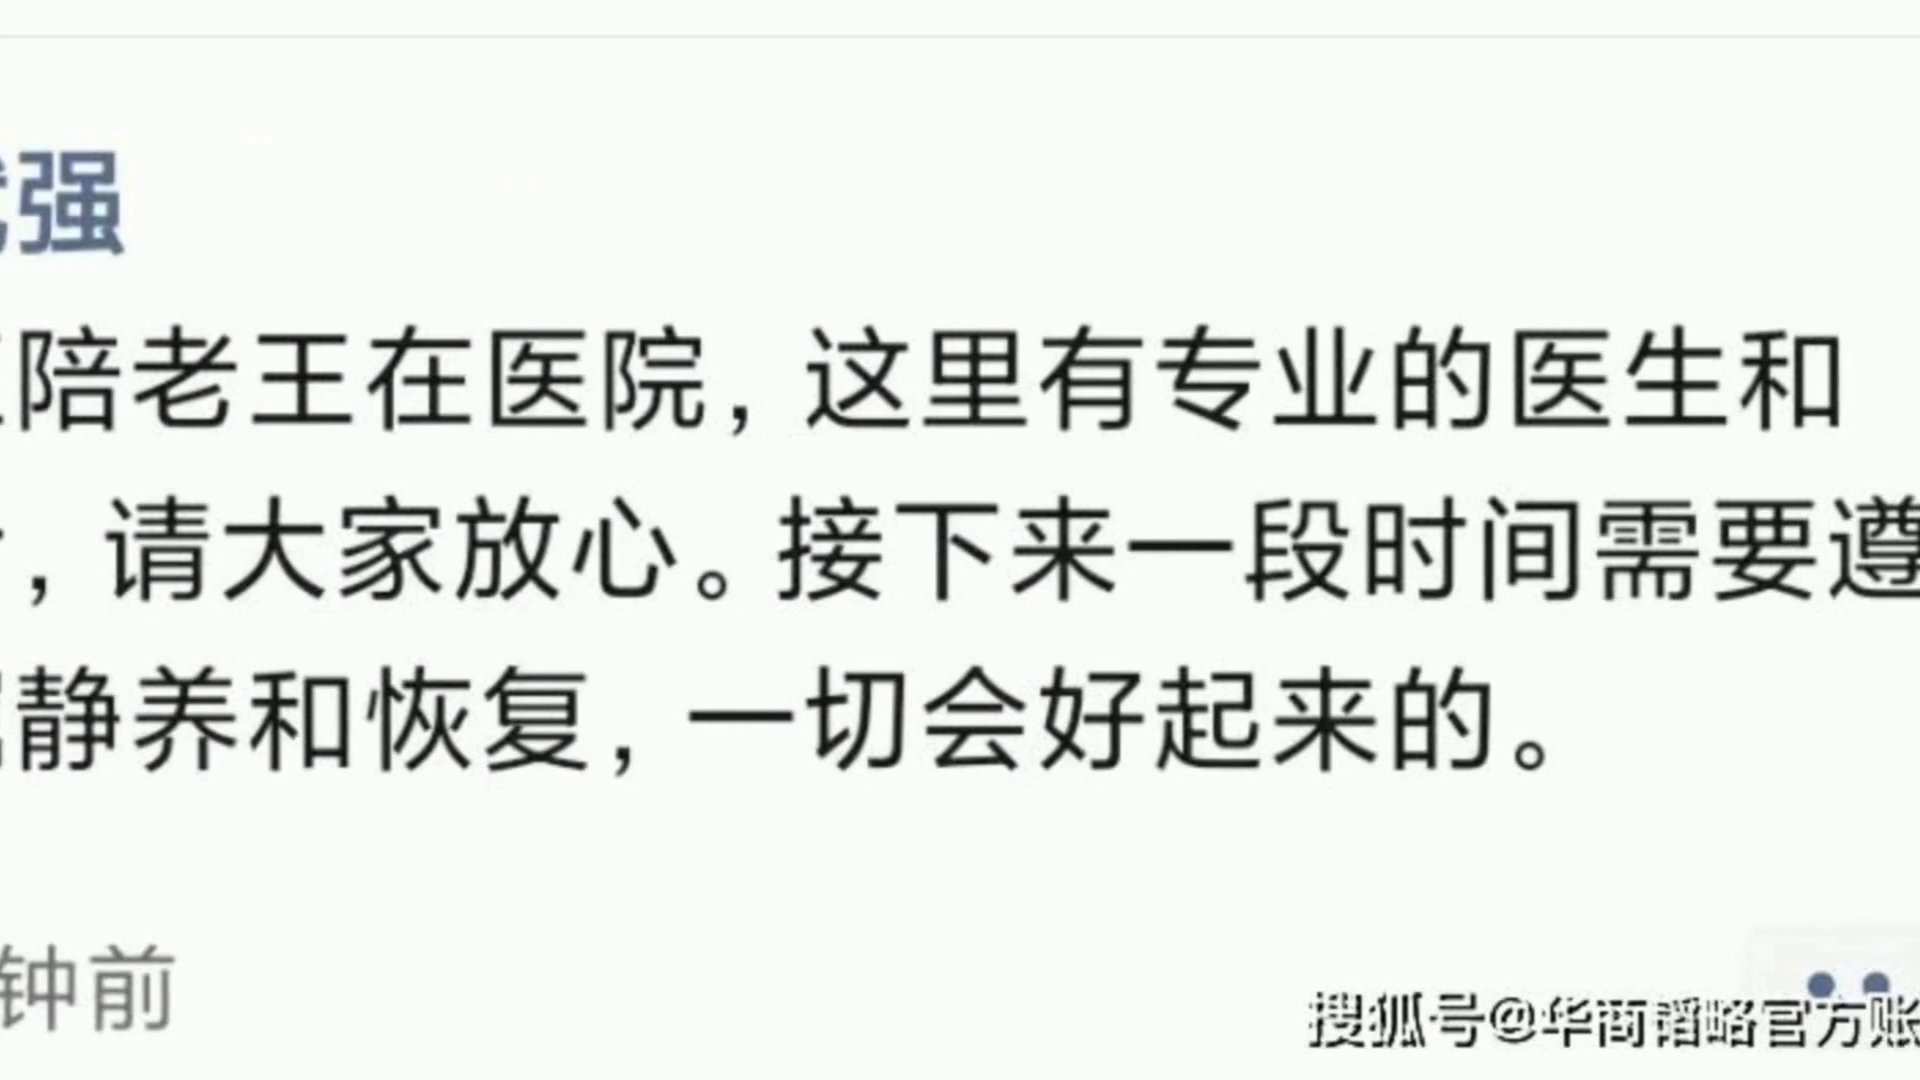 强
陪老王在医院，这里有专业的医生和
，请大家放心。接下来一段时间需要遵
静养和恢复，一切会好起来的。
钟前
搜狐号@华商韬略官方账